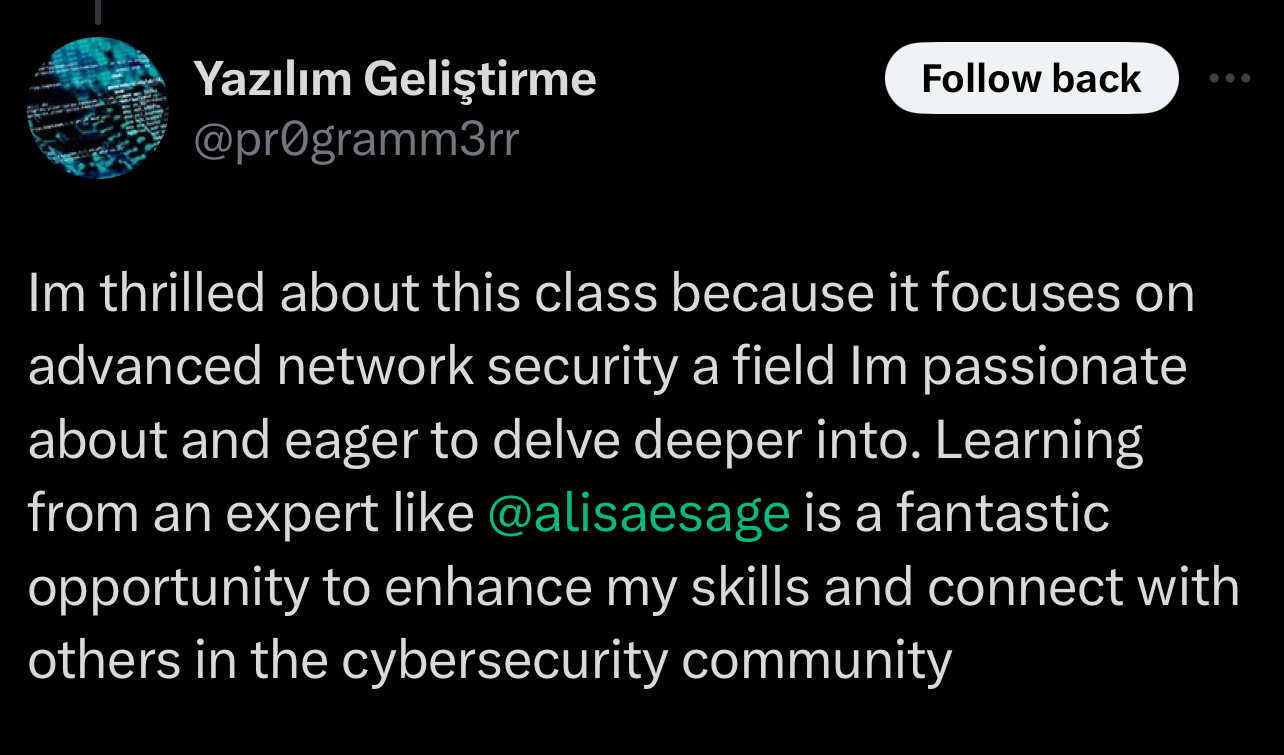 Yazılım Geliştirme
Follow back
@pr0gramm3rr
Im thrilled about this class because it focuses on
advanced network security a field Im passionate
about and eager to delve deeper into. Learning
from an expert like @alisaesage is a fantastic
opportunity to enhance my skills and connect with
others in the cybersecurity community